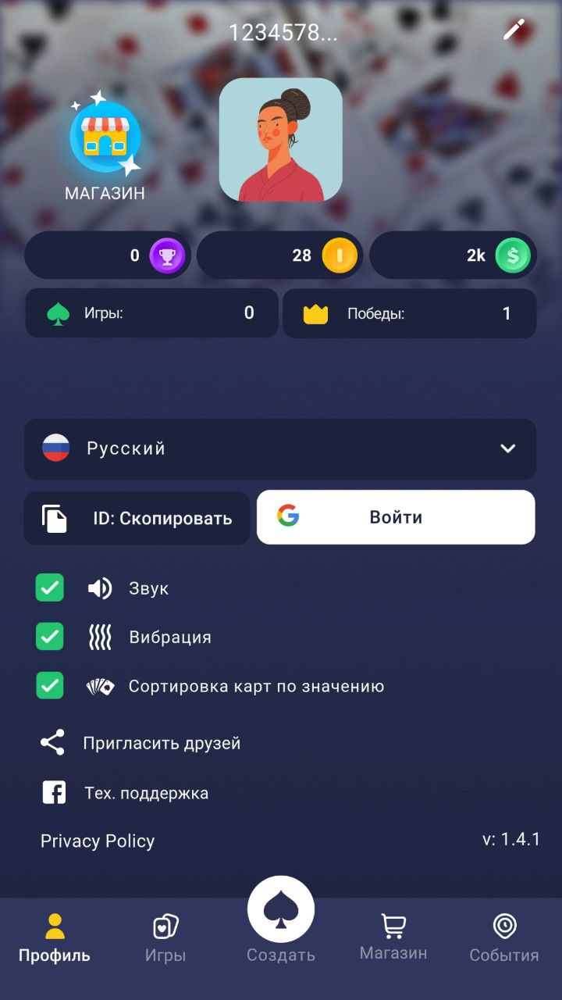 1234578...
МАГАЗИН
0 28 2k
Игры: 0 Победы: 1
Русский
ID: Скопировать Войти
Звук
Вибрация
Сортировка карт по значению
Пригласить друзей
Тех. поддержка
Privacy Policy v: 1.4.1
Профиль Игры Создать Магазин События